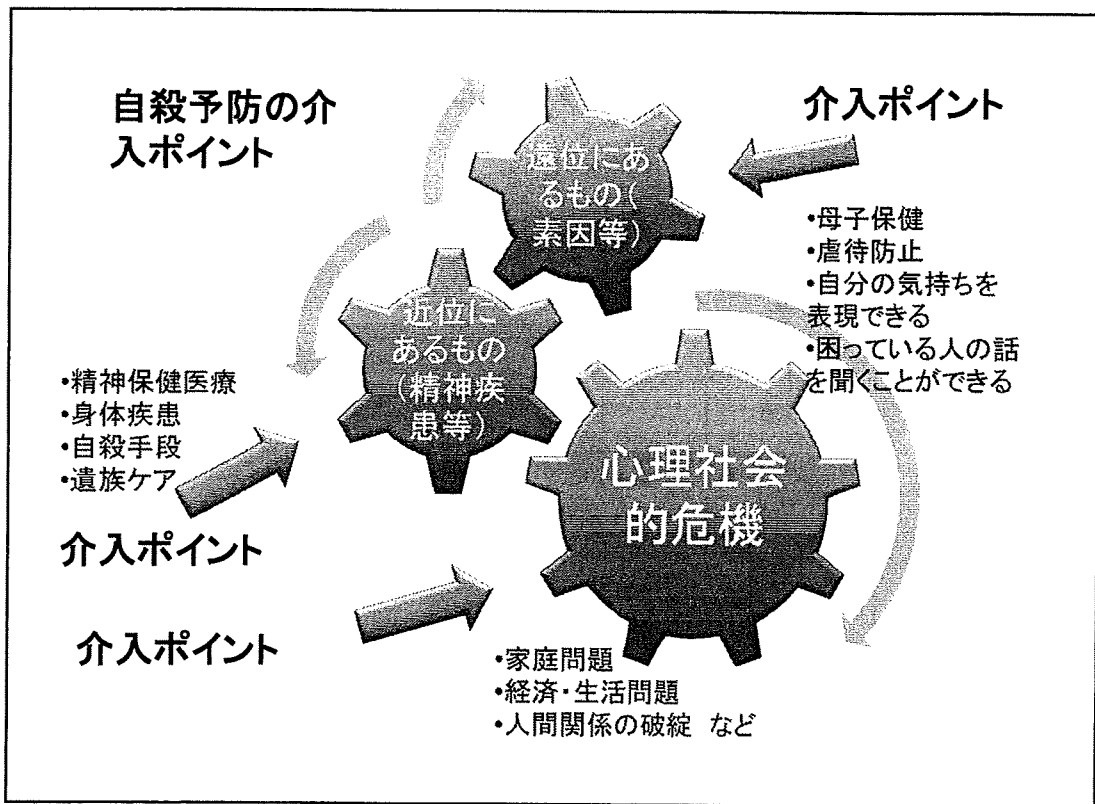 自殺予防の介
入ポイント
介入ポイント
遠位にあ
るもの(
素因等)
•母子保健
•虐待防止
•自分の気持ちを
表現できる
•困っている人の話
を聞くことができる
近位に
あるもの
(精神疾
患等)
•精神保健医療
•身体疾患
•自殺手段
•遺族ケア
介入ポイント
心理社会
的危機
介入ポイント
•家庭問題
•経済・生活問題
•人間関係の破綻 など